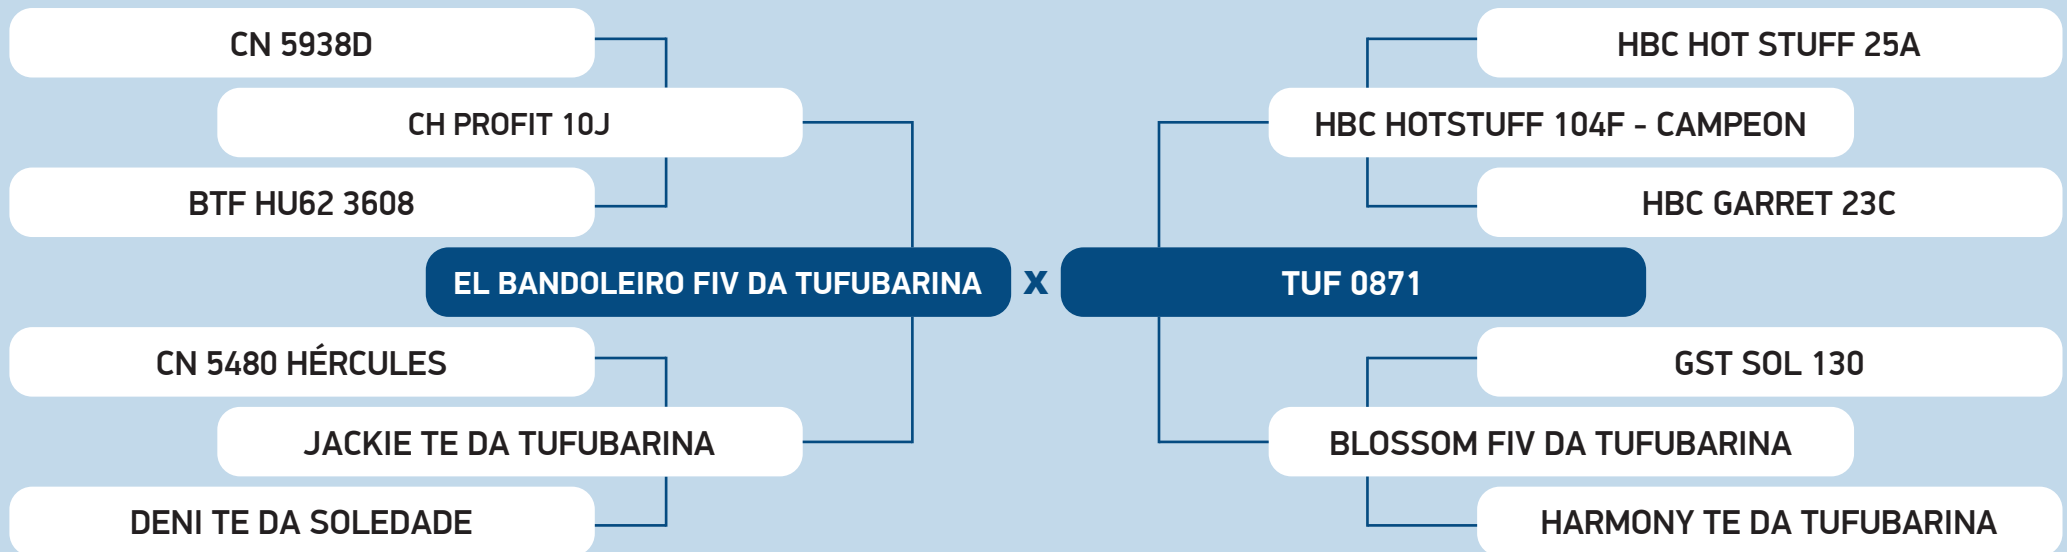 CN 5938D
HBC HOT STUFF 25A
CH PROFIT 10J
HBC HOTSTUFF 104F - CAMPEON
BTF HU62 3608
HBC GARRET 23C
EL BANDOLEIRO FIV DA TUFUBARINA X TUF 0871
CN 5480 HÉRCULES
GST SOL 130
JACKIE TE DA TUFUBARINA
BLOSSOM FIV DA TUFUBARINA
DENI TE DA SOLEDADE
HARMONY TE DA TUFUBARINA